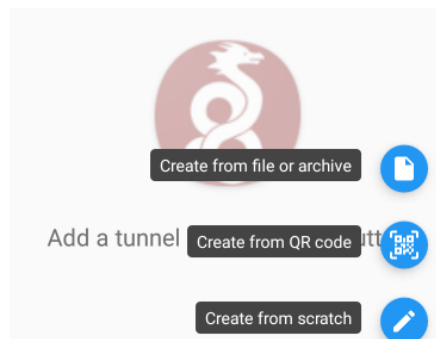 Create from file or archive
Add a tunnel
Create from QR code
Create from scratch